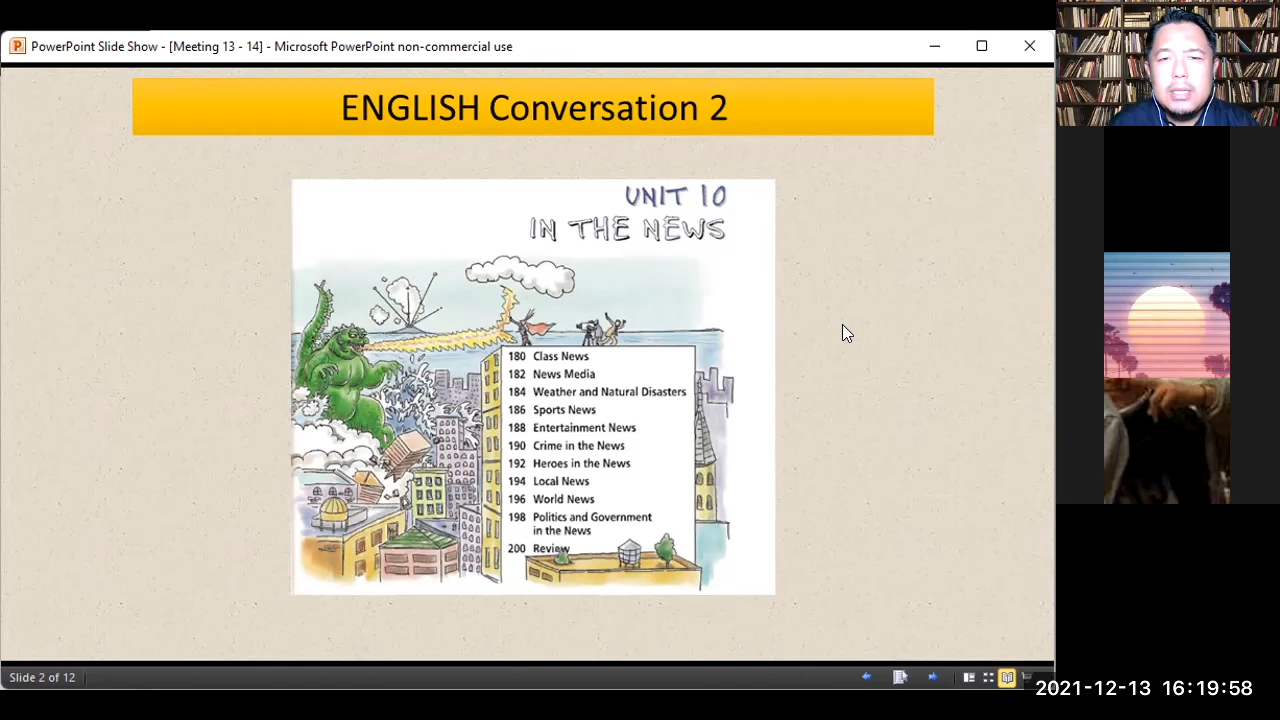 PowerPoint Slide Show - [Meeting 13 - 14] - Microsoft PowerPoint non-commercial use
ENGLISH Conversation 2
UNIT 10
IN THE NEWS
180 Class News
182 News Media
184 Weather and Natural Disasters
186 Sports News
188 Entertainment News
190 Crime in the News
192 Heroes in the News
194 Local News
196 World News
198 Politics and Government
in the News
200 Review
Slide 2 of 12
2021-12-13 16:19:58